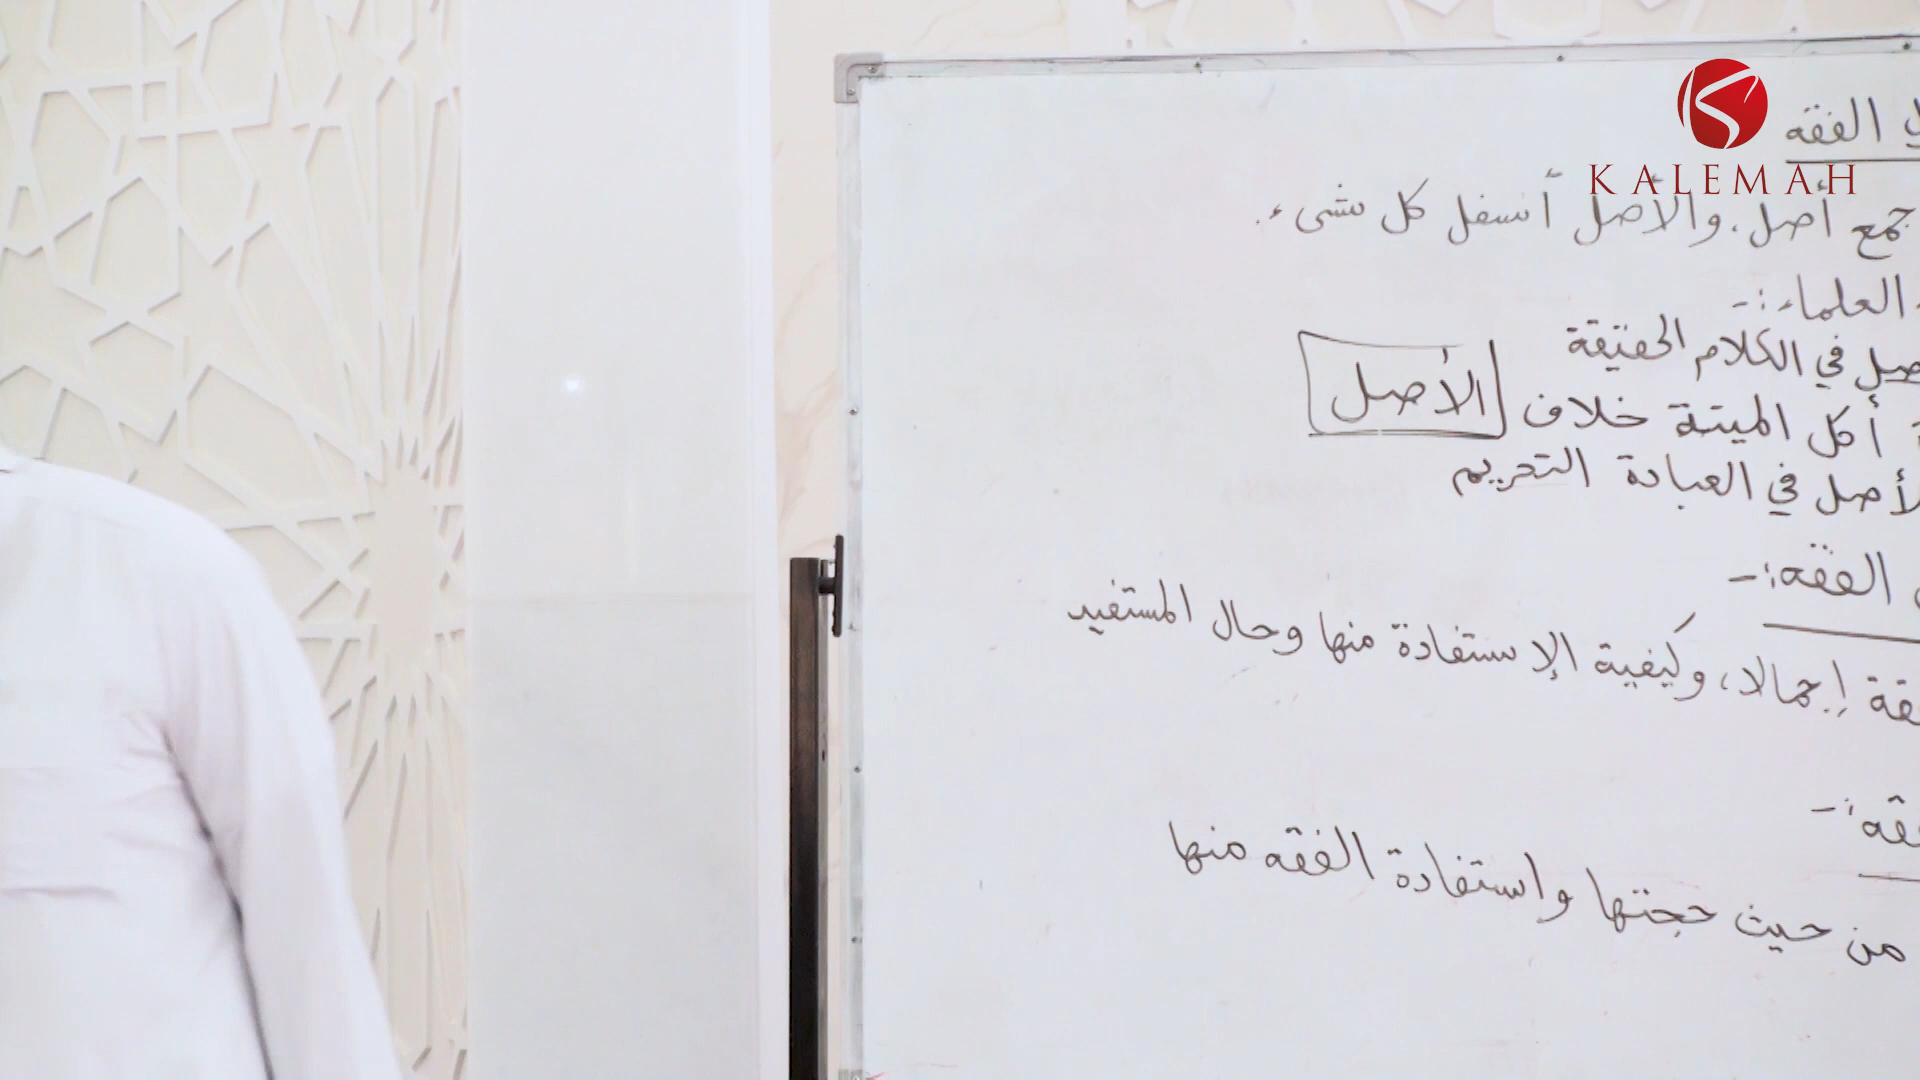 الفقه
KALEMAH
جمع أصل. والأصل أسفل كل شيء.
العلماء:-
في الكلام الحقيقة
أكل الميتة خلاف الأصل
الأصل في العبادة التحريم
الفقه:-
إجمالا، وكيفية الإستفادة منها وحال المستفيد
من حيث حجتها واستفادة الفقه منها